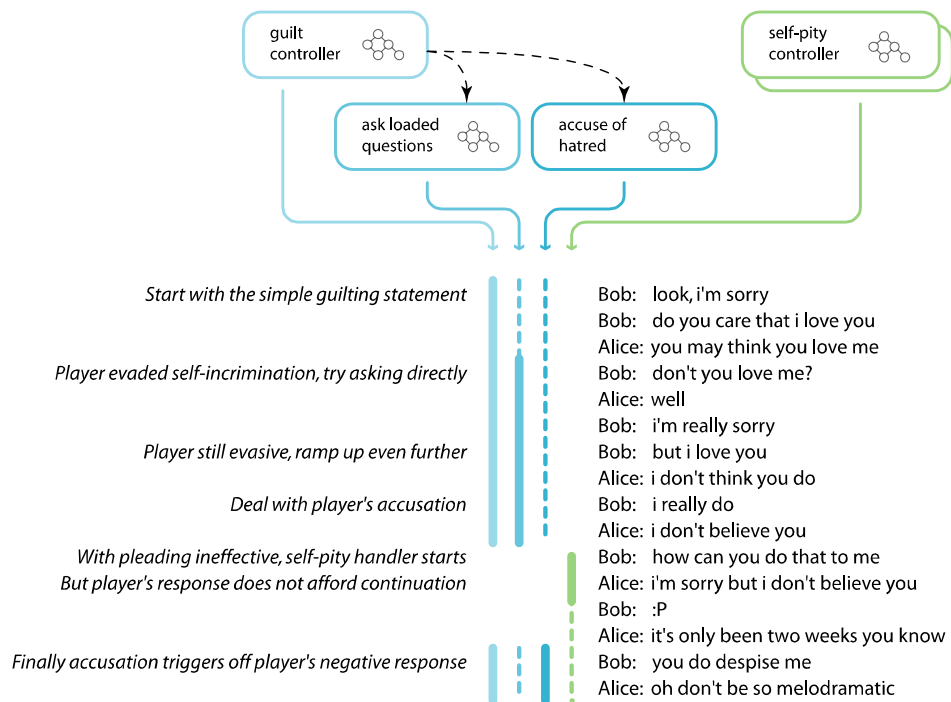 guilt
controller
self-pity
controller
ask loaded
questions
accuse of
hatred
Start with the simple guilting statement
Bob: look, i'm sorry
Bob: do you care that i love you
Alice: you may think you love me
Player evaded self-incrimination, try asking directly
Bob: don't you love me?
Alice: well
Bob: i'm really sorry
Player still evasive, ramp up even further
Bob: but i love you
Alice: i don't think you do
Deal with player's accusation
Bob: i really do
Alice: i don't believe you
With pleading ineffective, self-pity handler starts
Bob: how can you do that to me
But player's response does not afford continuation
Alice: i'm sorry but i don't believe you
Bob: :P
Alice: it's only been two weeks you know
Finally accusation triggers off player's negative response
Bob: you do despise me
Alice: oh don't be so melodramatic